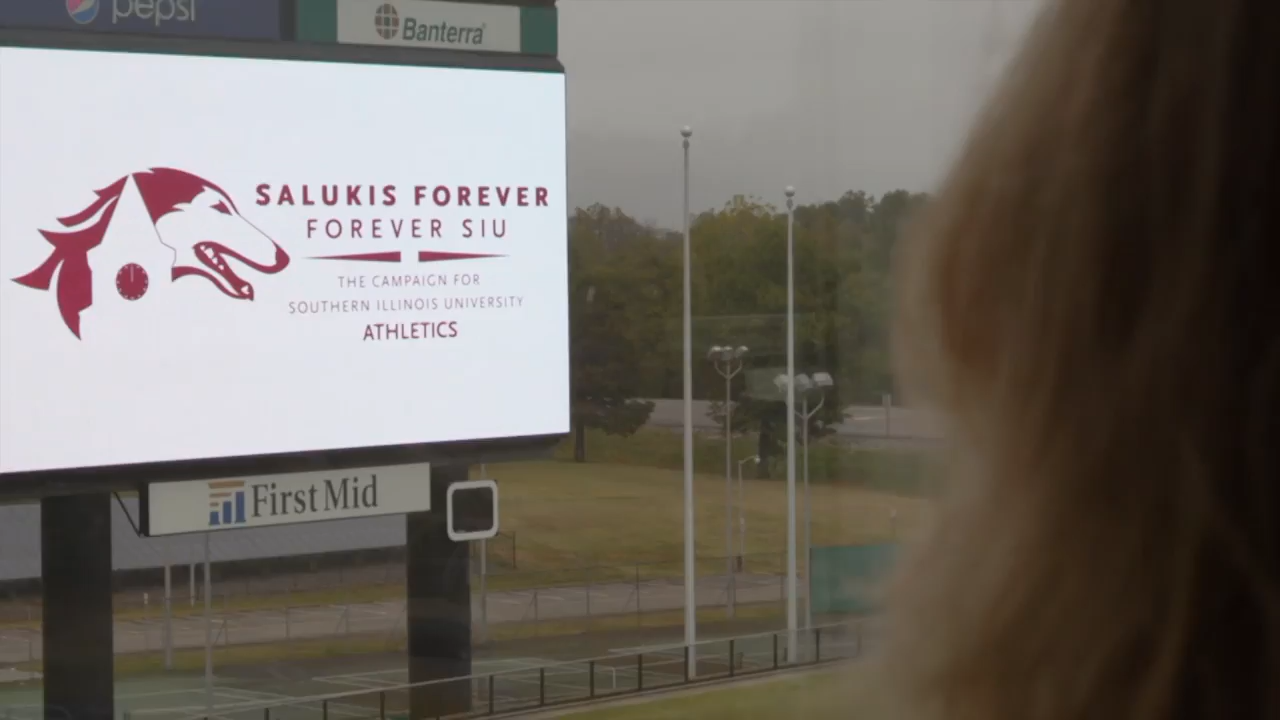 pepsi
Banterra
SALUKIS FOREVER
FOREVER SIU
THE CAMPAIGN FOR
SOUTHERN ILLINOIS UNIVERSITY
ATHLETICS
First Mid